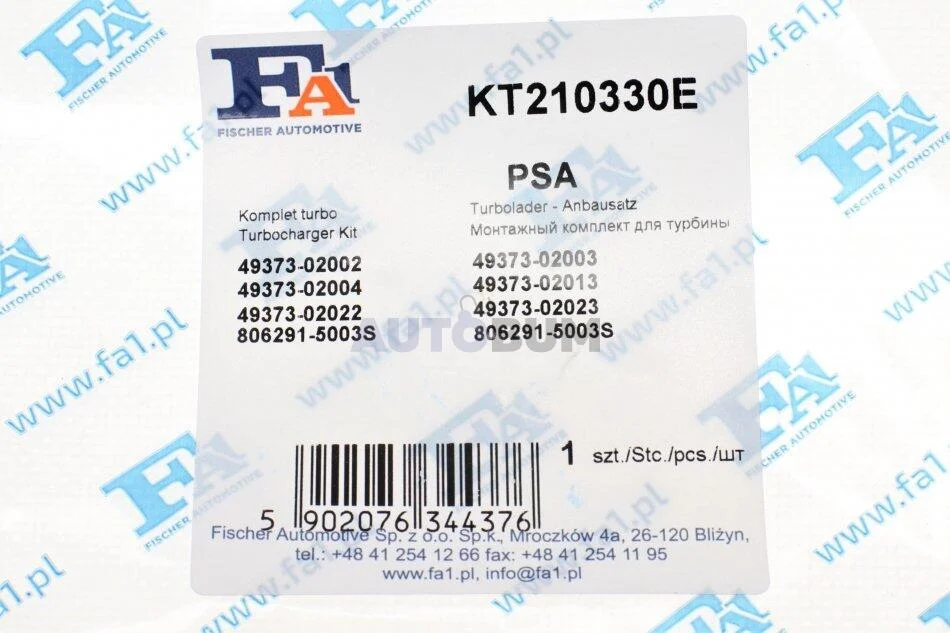 FA1
FISCHER AUTOMOTIVE
KT210330E
PSA
Komplet turbo
Turbocharger Kit
Turbolader - Anbausatz
Монтажный комплект для турбины
49373-02002
49373-02004
49373-02022
806291-5003S
49373-02003
49373-02013
49373-02023
806291-5003S
AUTOBUM
1 szt./Stc./pcs./шт
5 902076 344376
Fischer Automotive Sp. z o.o. Sp.k., Mroczków 4a, 26-120 Bliżyn,
tel.: +48 41 254 12 66 fax: +48 41 254 11 95
www.fa1.pl, info@fa1.pl
www.fa1.pl
FA1
FISCHER AUTOMOTIVE